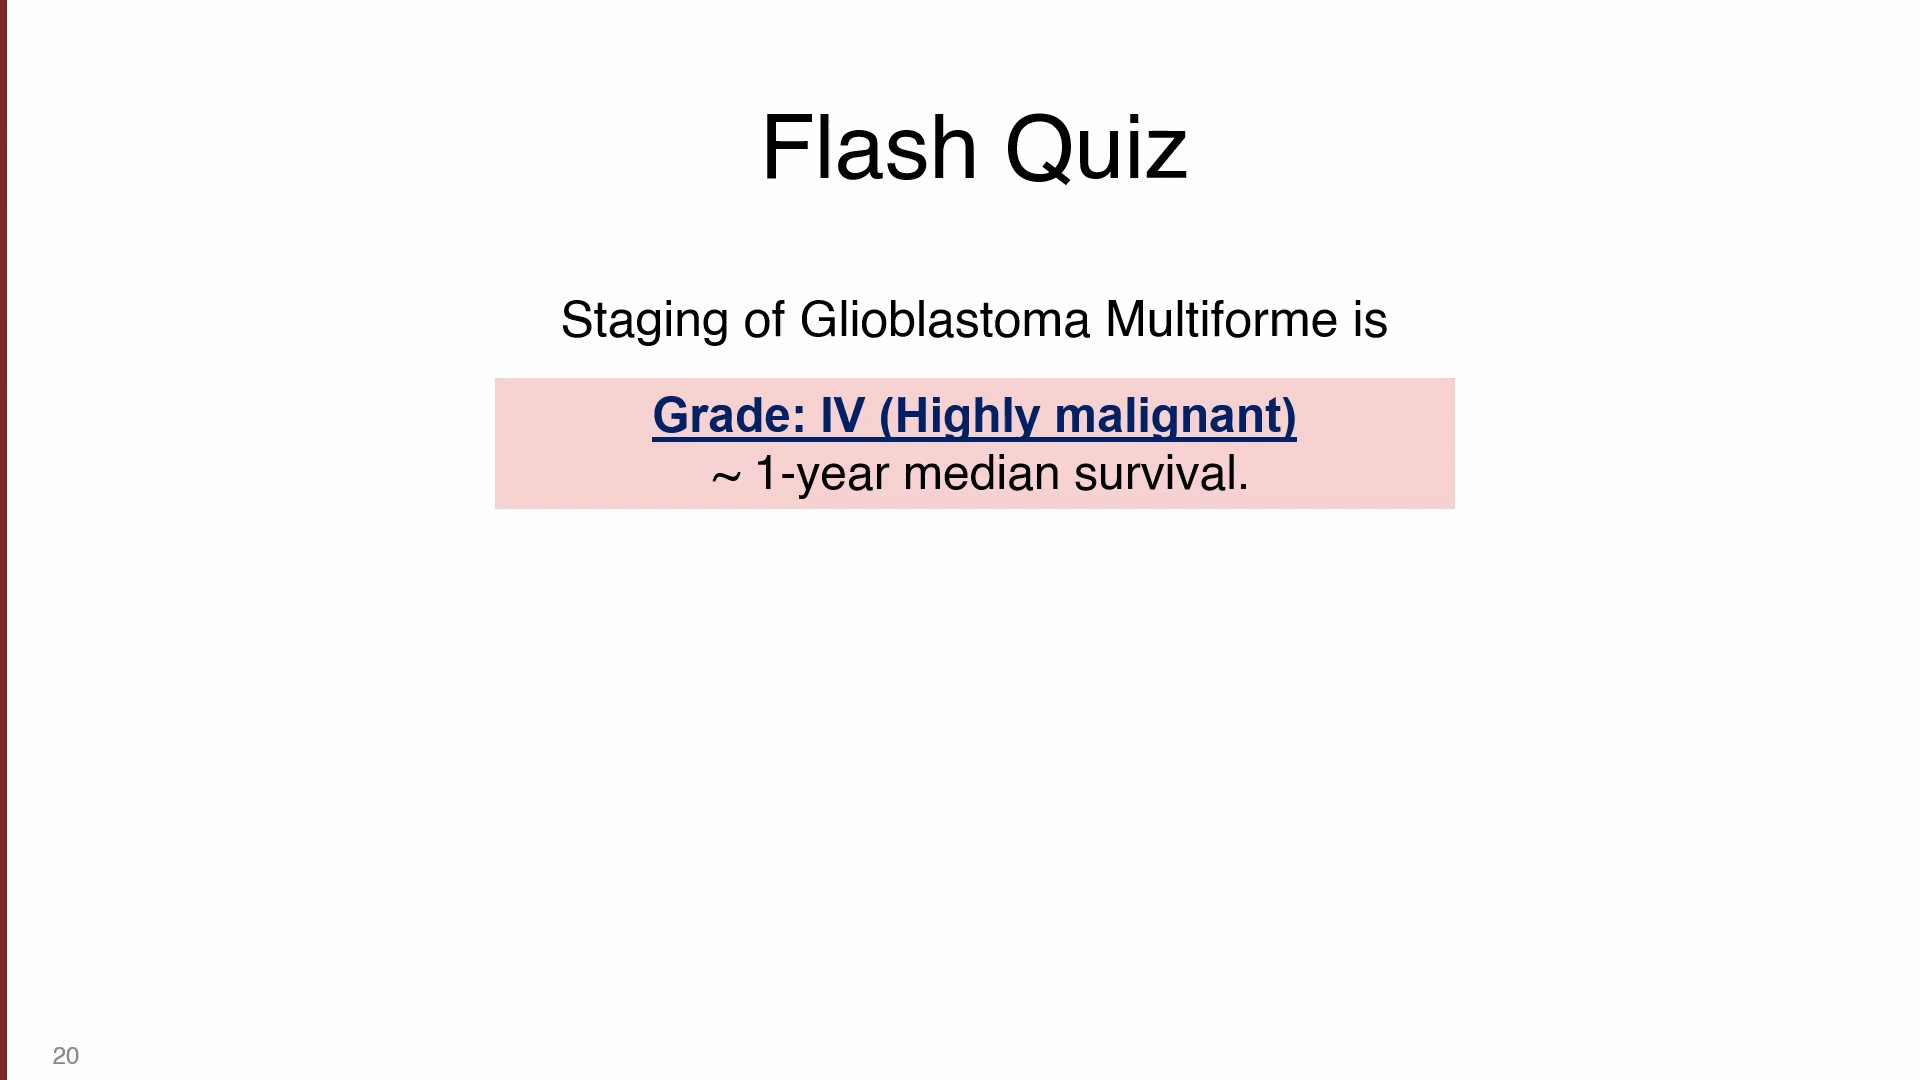 Flash Quiz
Staging of Glioblastoma Multiforme is
Grade: IV (Highly malignant)
~ 1-year median survival.
20